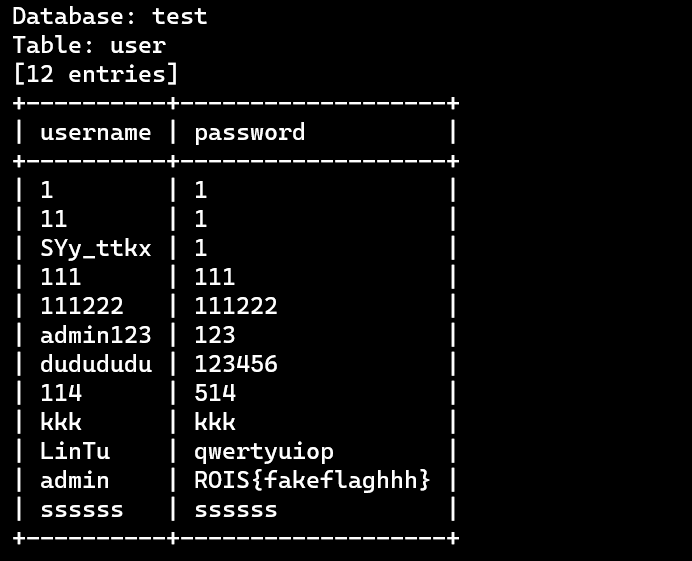 Database: test
Table: user
[12 entries]
+----------+-------------------+
| username | password          |
+----------+-------------------+
| 1        | 1                 |
| 11       | 1                 |
| SYy_ttkx | 1                 |
| 111      | 111               |
| 111222   | 111222            |
| admin123 | 123               |
| dudududu | 123456            |
| 114      | 514               |
| kkk      | kkk               |
| LinTu    | qwertyuiop        |
| admin    | ROIS{fakeflaghhh} |
| ssssss   | ssssss            |
+----------+-------------------+